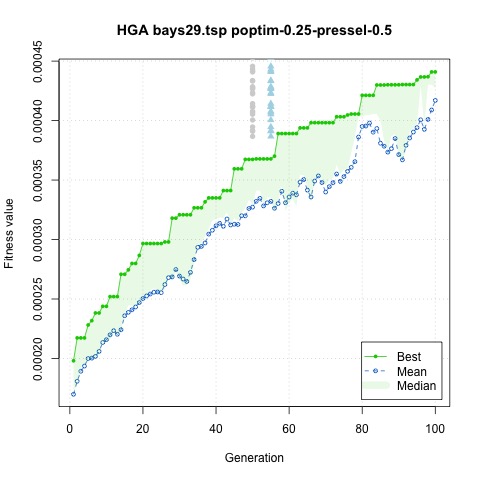 HGA bays29.tsp poptim-0.25-pressel-0.5
Fitness value
0.00045
0.00040
0.00035
0.00030
0.00025
0.00020
Best
Mean
Median
0 20 40 60 80 100
Generation